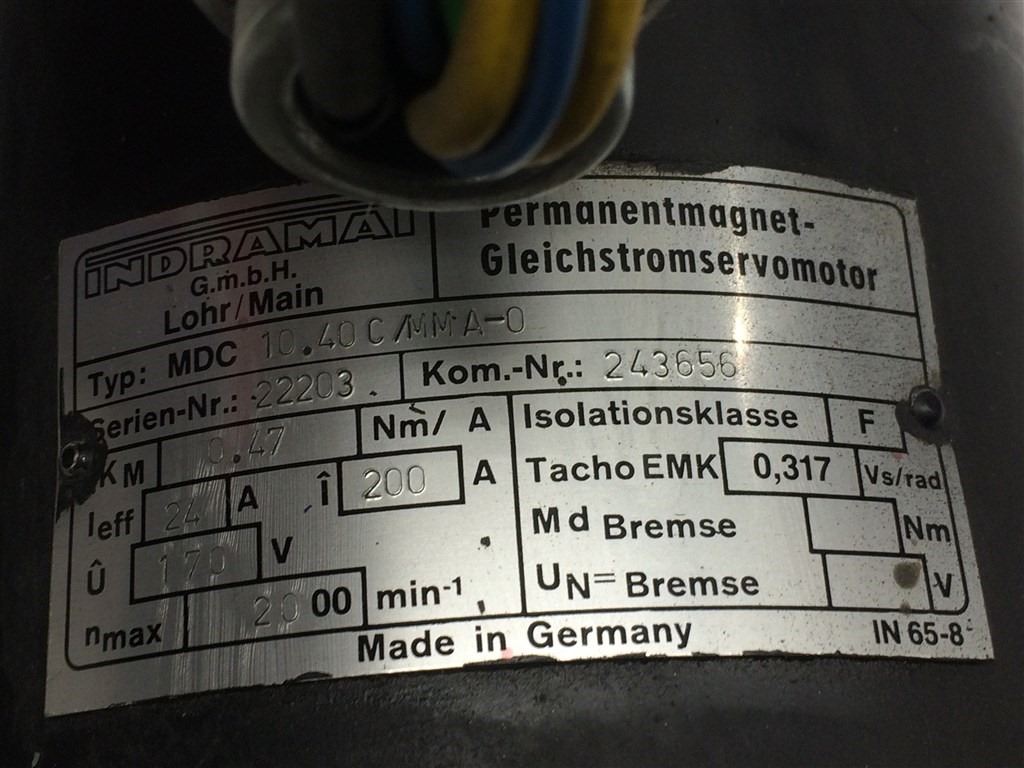 INDRAMAT
G.m.b.H.
Lohr/Main
Permanentmagnet-
Gleichstromservomotor
Typ: MDC 10.40C/MMA-0
Serien-Nr.: 22203 Kom.-Nr.: 243656
KM 0.47 Nm/A
Ieff 24 A Î 200 A
Û 170 V
nmax 2000 min-1
Isolationsklasse F
Tacho EMK 0,317 Vs/rad
Md Bremse Nm
UN= Bremse V
Made in Germany IN 65-8